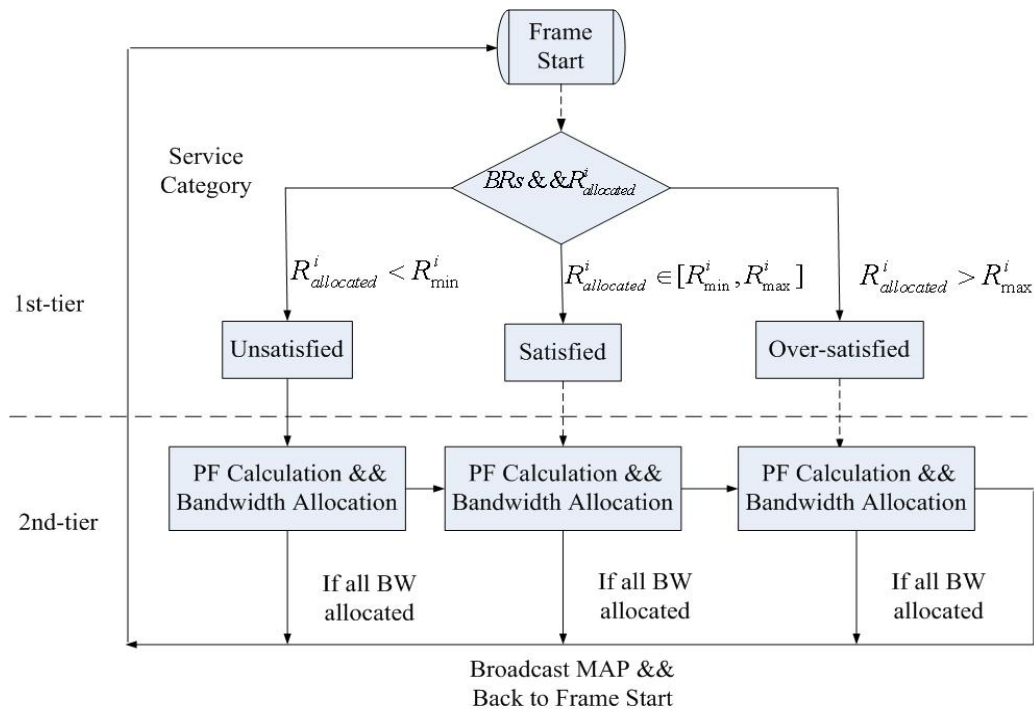 Frame
Start
Service
Category
BRs && R^i_allocated
R^i_allocated < R^i_min
R^i_allocated ∈ [R^i_min , R^i_max ]
R^i_allocated > R^i_max
1st-tier
Unsatisfied
Satisfied
Over-satisfied
PF Calculation &&
Bandwidth Allocation
PF Calculation &&
Bandwidth Allocation
PF Calculation &&
Bandwidth Allocation
2nd-tier
If all BW
allocated
If all BW
allocated
If all BW
allocated
Broadcast MAP &&
Back to Frame Start